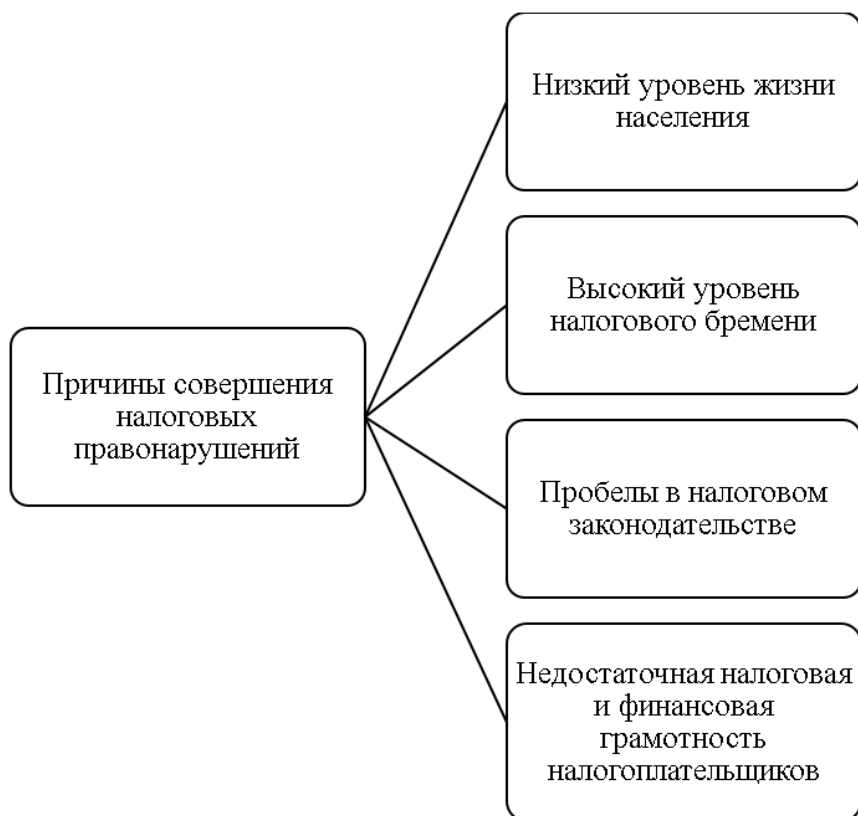 Низкий уровень жизни
населения
Высокий уровень
налогового бремени
Причины совершения
налоговых
правонарушений
Пробелы в налоговом
законодательстве
Недостаточная налоговая
и финансовая
грамотность
налогоплательщиков